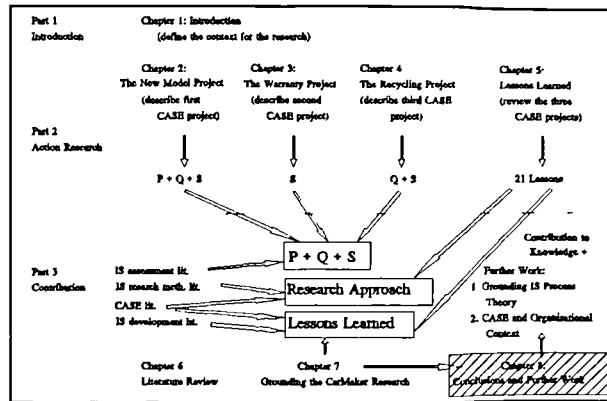 Part 1
Introduction
Chapter 1: Introduction
(define the context for the research)
Chapter 2:
The New Model Project
(describe first
CASE project)
Chapter 3:
The Warranty Project
(describe second
CASE project)
Chapter 4
The Recycling Project
(describe third CASE
project)
Chapter 5:
Lessons Learned
(review the three
CASE projects)
Part 2
Action Research
P + Q + S
S
Q + S
21 Lessons
P + Q + S
Research Approach
Lessons Learned
Part 3
Contribution
IS assessment lit.
IS research meth. lit.
CASE lit.
IS development lit.
Contribution to
Knowledge +
Further Work:
1 Grounding IS Process
Theory
2. CASE and Organisational
Context
Chapter 6
Literature Review
Chapter 7
Grounding the CarMaker Research
Chapter 8:
Conclusions and Further Work